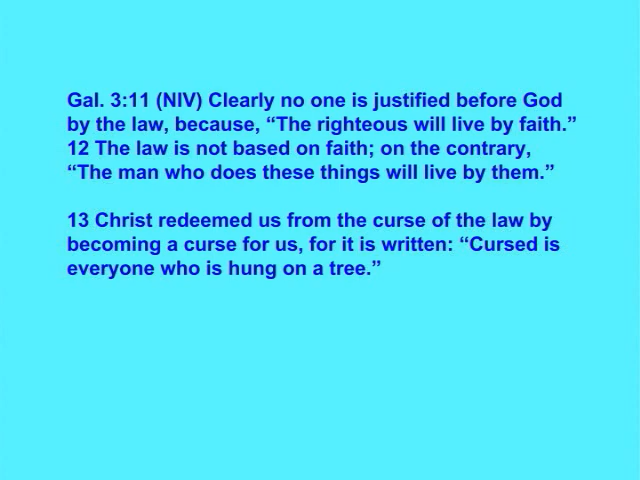 Gal. 3:11 (NIV) Clearly no one is justified before God
by the law, because, “The righteous will live by faith.”
12 The law is not based on faith; on the contrary,
“The man who does these things will live by them.”
13 Christ redeemed us from the curse of the law by
becoming a curse for us, for it is written: “Cursed is
everyone who is hung on a tree.”